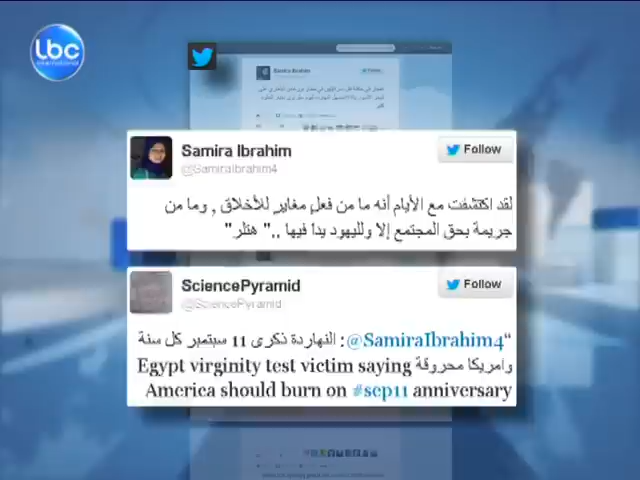 lbc
international
Samira Ibrahim
@SamiraIbrahim4
Follow
لقد اكتشفت مع الأيام أنه ما من فعلٍ مغايرٍ للأخلاق , وما من
جريمة بحق المجتمع إلا ولليهود يداً فيها .." هتلر"
SciencePyramid
@SciencePyramid
Follow
“@SamiraIbrahim4: النهاردة ذكرى 11 سبتمبر كل سنة
وامريكا محروقة Egypt virginity test victim saying
America should burn on #sep11 anniversary